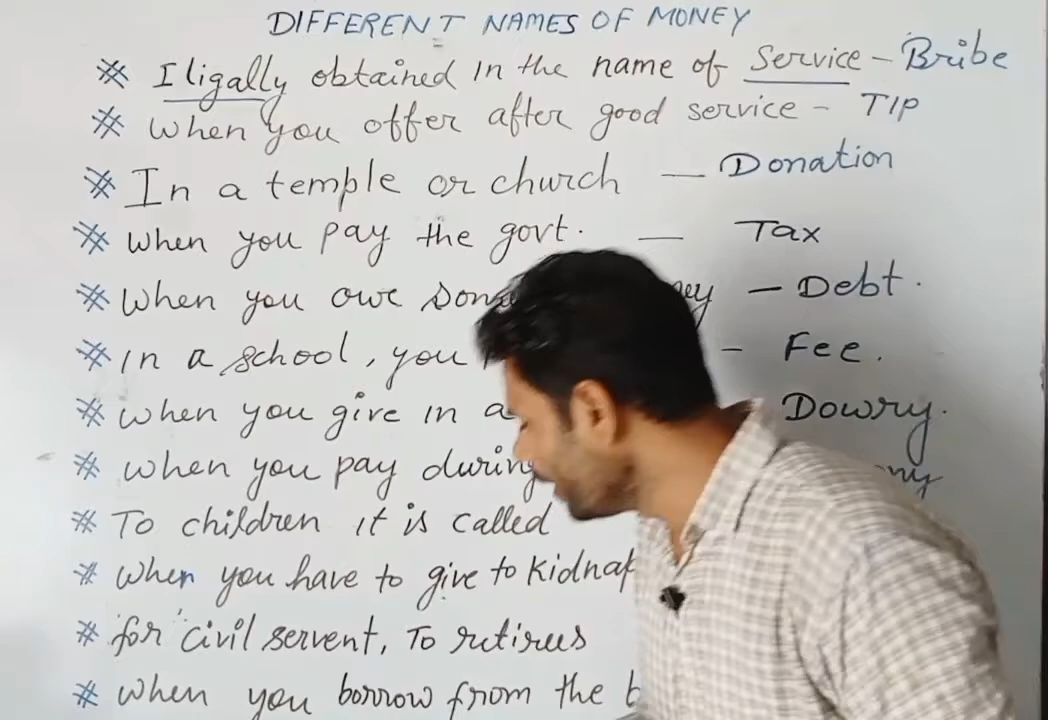 DIFFERENT NAMES OF MONEY
* Iligally obtained in the name of Service - Bribe
* When you offer after good service - TIP
* In a temple or church — Donation
* When you pay the govt. — Tax
* When you owe — Debt.
* In a school, you - Fee.
* When you give in a Dowry.
* When you pay during
* To children it is called
* When you have to give to
* for civil servent, To retirees
* When you borrow from the